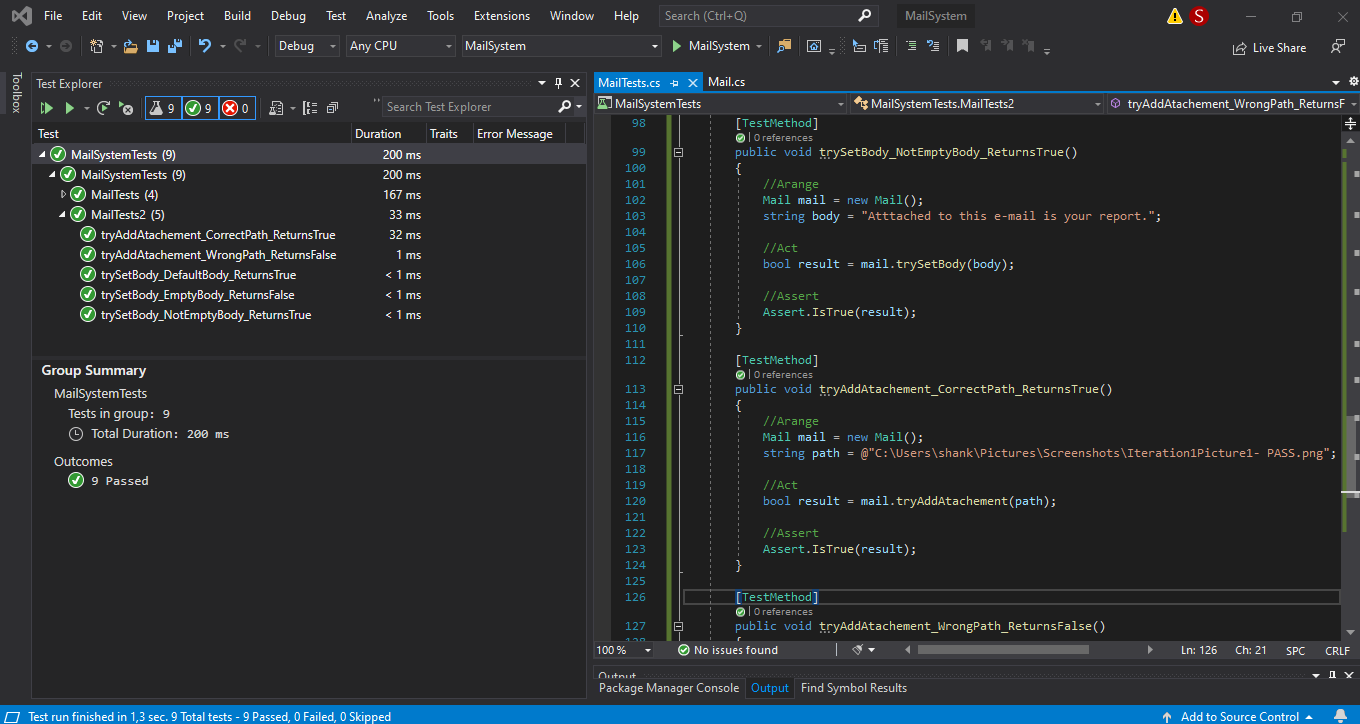 File Edit View Project Build Debug Test Analyze Tools Extensions Window Help Search (Ctrl+Q) MailSystem S
Debug Any CPU MailSystem MailSystem Live Share
Toolbox
Test Explorer
9 9 0 Search Test Explorer
Test Duration Traits Error Message
MailSystemTests (9) 200 ms
MailSystemTests (9) 200 ms
MailTests (4) 167 ms
MailTests2 (5) 33 ms
tryAddAtachement_CorrectPath_ReturnsTrue 32 ms
tryAddAtachement_WrongPath_ReturnsFalse 1 ms
trySetBody_DefaultBody_ReturnsTrue < 1 ms
trySetBody_EmptyBody_ReturnsFalse < 1 ms
trySetBody_NotEmptyBody_ReturnsTrue < 1 ms
Group Summary
MailSystemTests
Tests in group: 9
Total Duration: 200 ms
Outcomes
9 Passed
MailTests.cs Mail.cs
MailSystemTests MailSystemTests.MailTests2 tryAddAtachement_WrongPath_ReturnsF
98 [TestMethod]
0 references
99 public void trySetBody_NotEmptyBody_ReturnsTrue()
100 {
101 //Arange
102 Mail mail = new Mail();
103 string body = "Atttached to this e-mail is your report.";
104
105 //Act
106 bool result = mail.trySetBody(body);
107
108 //Assert
109 Assert.IsTrue(result);
110 }
111
112 [TestMethod]
0 references
113 public void tryAddAtachement_CorrectPath_ReturnsTrue()
114 {
115 //Arange
116 Mail mail = new Mail();
117 string path = @"C:\Users\shank\Pictures\Screenshots\Iteration1Picture1- PASS.png";
118
119 //Act
120 bool result = mail.tryAddAtachement(path);
121
122 //Assert
123 Assert.IsTrue(result);
124 }
125
126 [TestMethod]
0 references
127 public void tryAddAtachement_WrongPath_ReturnsFalse()
128 {
100 % No issues found Ln: 126 Ch: 21 SPC CRLF
Output
Package Manager Console Output Find Symbol Results
Test run finished in 1,3 sec. 9 Total tests - 9 Passed, 0 Failed, 0 Skipped Add to Source Control